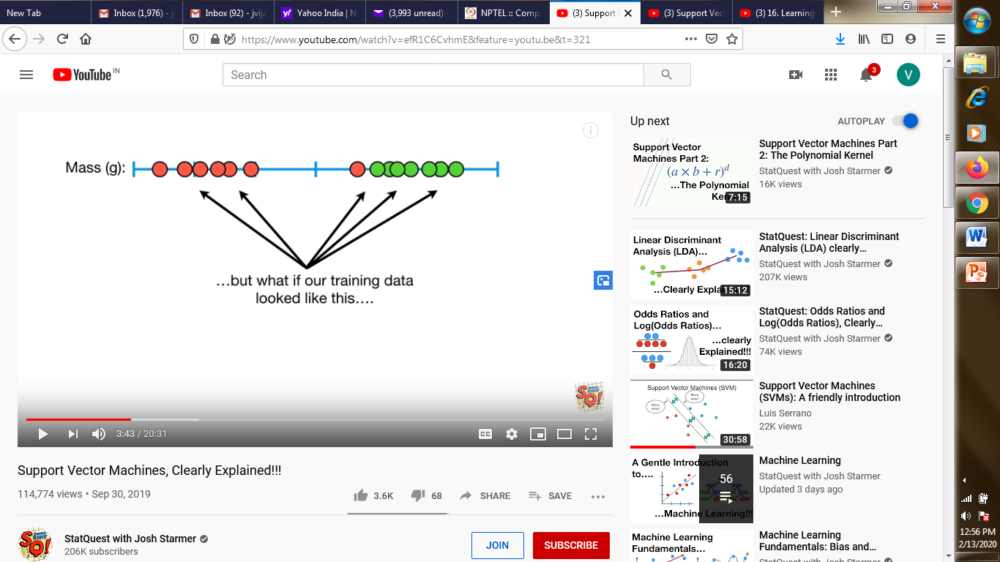 New Tab
Inbox (1,976) - j
Inbox (92) - jvija
Yahoo India | N
(3,993 unread) -
NPTEL :: Compu
(3) Support V
(3) Support Vect
(3) 16. Learning:
https://www.youtube.com/watch?v=efR1C6CvhmE&feature=youtu.be&t=321
YouTube IN
Search
3
V
Mass (g):
…but what if our training data
looked like this….
3:43 / 20:31
CC
Support Vector Machines, Clearly Explained!!!
114,774 views • Sep 30, 2019
3.6K
68
SHARE
SAVE
StatQuest with Josh Starmer
206K subscribers
JOIN
SUBSCRIBE
Up next
AUTOPLAY
Support Vector
Machines Part 2:
(a × b + r)^d
…The Polynomial
Ker
7:15
Support Vector Machines Part
2: The Polynomial Kernel
StatQuest with Josh Starmer
16K views
Linear Discriminant
Analysis (LDA)…
…Clearly Expla
15:12
StatQuest: Linear Discriminant
Analysis (LDA) clearly…
StatQuest with Josh Starmer
207K views
Odds Ratios and
Log(Odds Ratios)…
…clearly
Explained!!!
16:20
StatQuest: Odds Ratios and
Log(Odds Ratios), Clearly…
StatQuest with Josh Starmer
74K views
Support Vector Machines (SVM)
Move
away!
Move
away!
30:58
Support Vector Machines
(SVMs): A friendly introduction
Luis Serrano
22K views
A Gentle Introduction
to….
…Machine Learning!!!
56
Machine Learning
StatQuest with Josh Starmer
Updated 3 days ago
Machine Learning
Fundamentals…
Machine Learning
Fundamentals: Bias and…
StatQuest with Josh Starmer
12:56 PM
2/13/2020